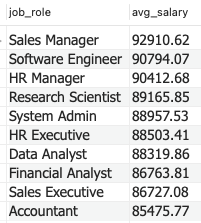 job_role avg_salary
Sales Manager 92910.62
Software Engineer 90794.07
HR Manager 90412.68
Research Scientist 89165.85
System Admin 88957.53
HR Executive 88503.41
Data Analyst 88319.86
Financial Analyst 86763.81
Sales Executive 86727.08
Accountant 85475.77